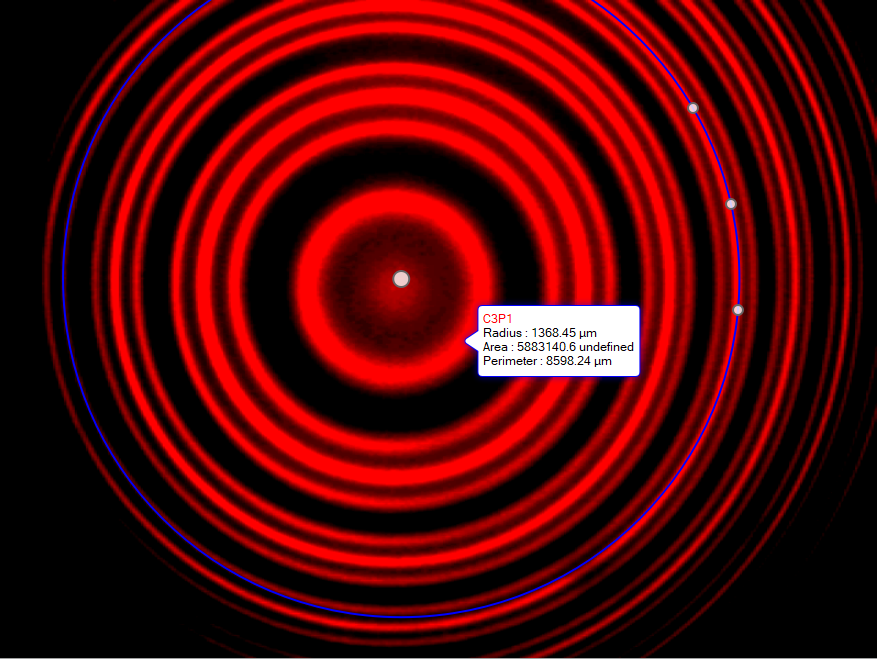 C3P1
Radius : 1368.45 µm
Area : 5883140.6 undefined
Perimeter : 8598.24 µm